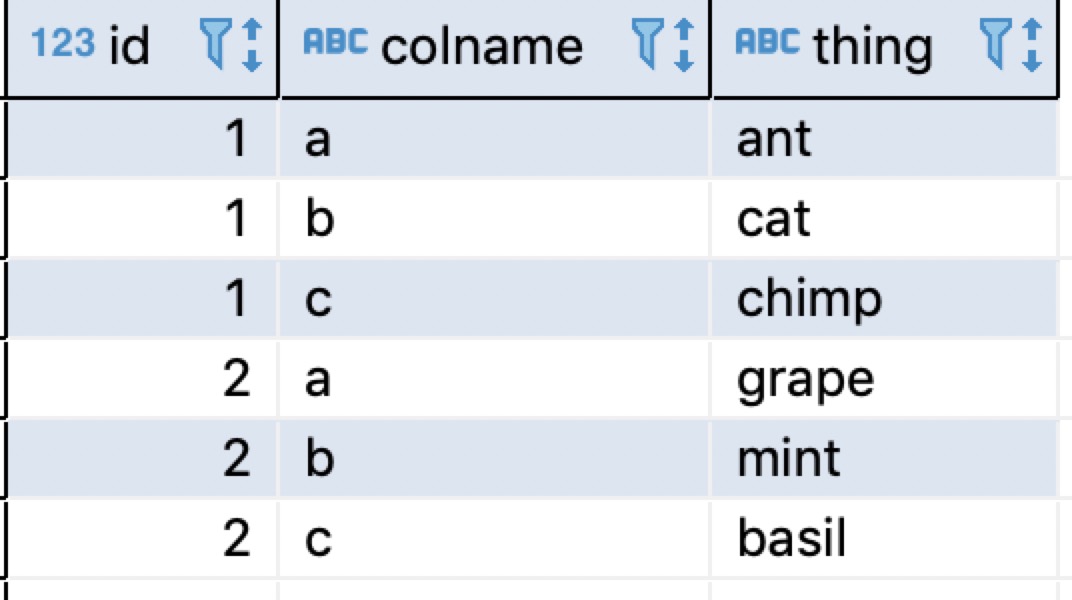 123 id ABC colname ABC thing
1 a ant
1 b cat
1 c chimp
2 a grape
2 b mint
2 c basil